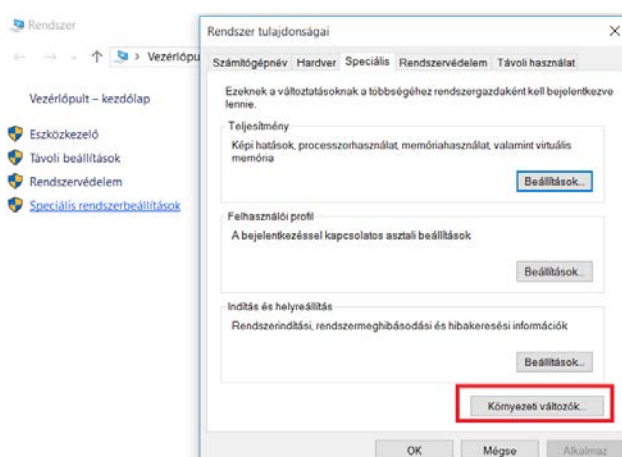 Rendszer
Vezérlőpu
Vezérlőpult – kezdőlap
Eszközkezelő
Távoli beállítások
Rendszervédelem
Speciális rendszerbeállítások
Rendszer tulajdonságai
Számítógépnév Hardver Speciális Rendszervédelem Távoli használat
Ezeknek a változtatásoknak a többségéhez rendszergazdaként kell bejelentkezve
lennie.
Teljesítmény
Képi hatások, processzorhasználat, memóriahasználat, valamint virtuális
memória
Beállítások...
Felhasználói profil
A bejelentkezéssel kapcsolatos asztali beállítások
Beállítások...
Indítás és helyreállítás
Rendszerindítási, rendszermeghibásodási és hibakeresési információk
Beállítások...
Környezeti változók...
OK Mégse Alkalmaz